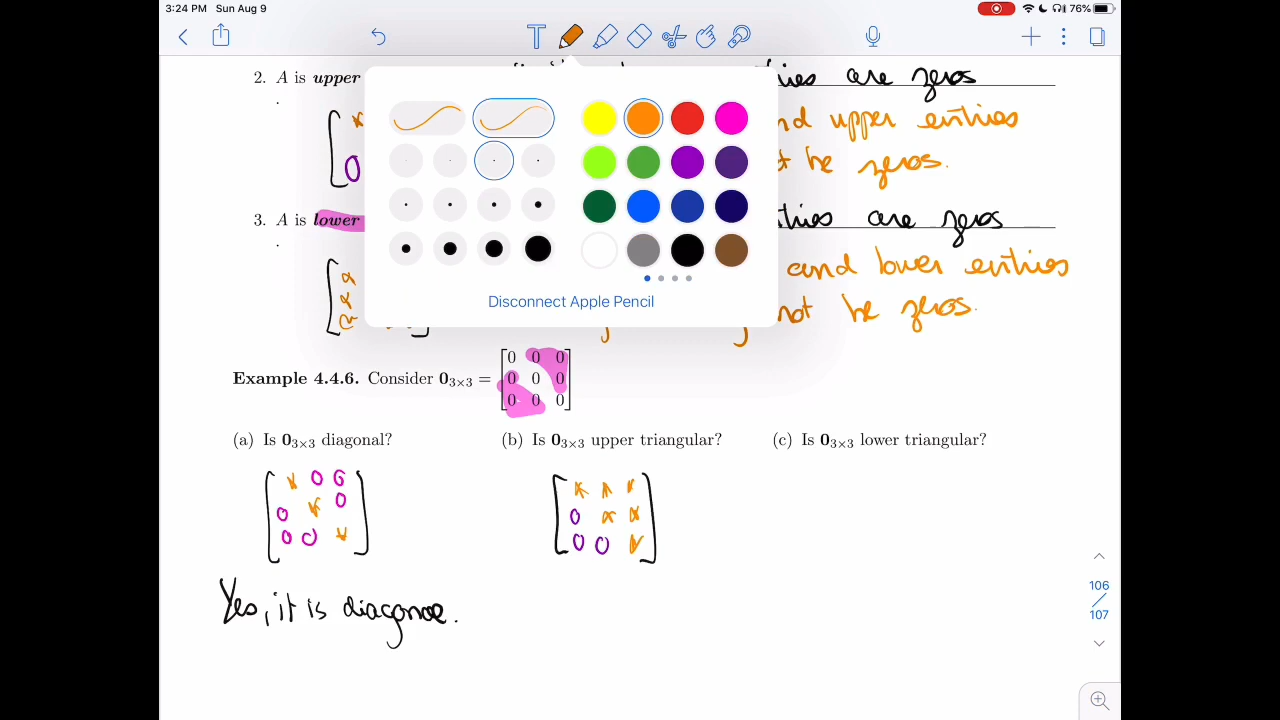 3:24 PM Sun Aug 9 76%
T
2. A is upper ies are zeros
.
x nd upper entries
0 t be zeros.
3. A is lower tries are zeros
.
x and lower entries
x x not be zeros.
x
Disconnect Apple Pencil
0 0 0
Example 4.4.6. Consider 0₃ₓ₃ = 0 0 0
0 0 0
(a) Is 0₃ₓ₃ diagonal? (b) Is 0₃ₓ₃ upper triangular? (c) Is 0₃ₓ₃ lower triangular?
x 0 0 x x x
0 x 0 0 x x
0 0 x 0 0 x
106
107
Yes, it is diagonal.